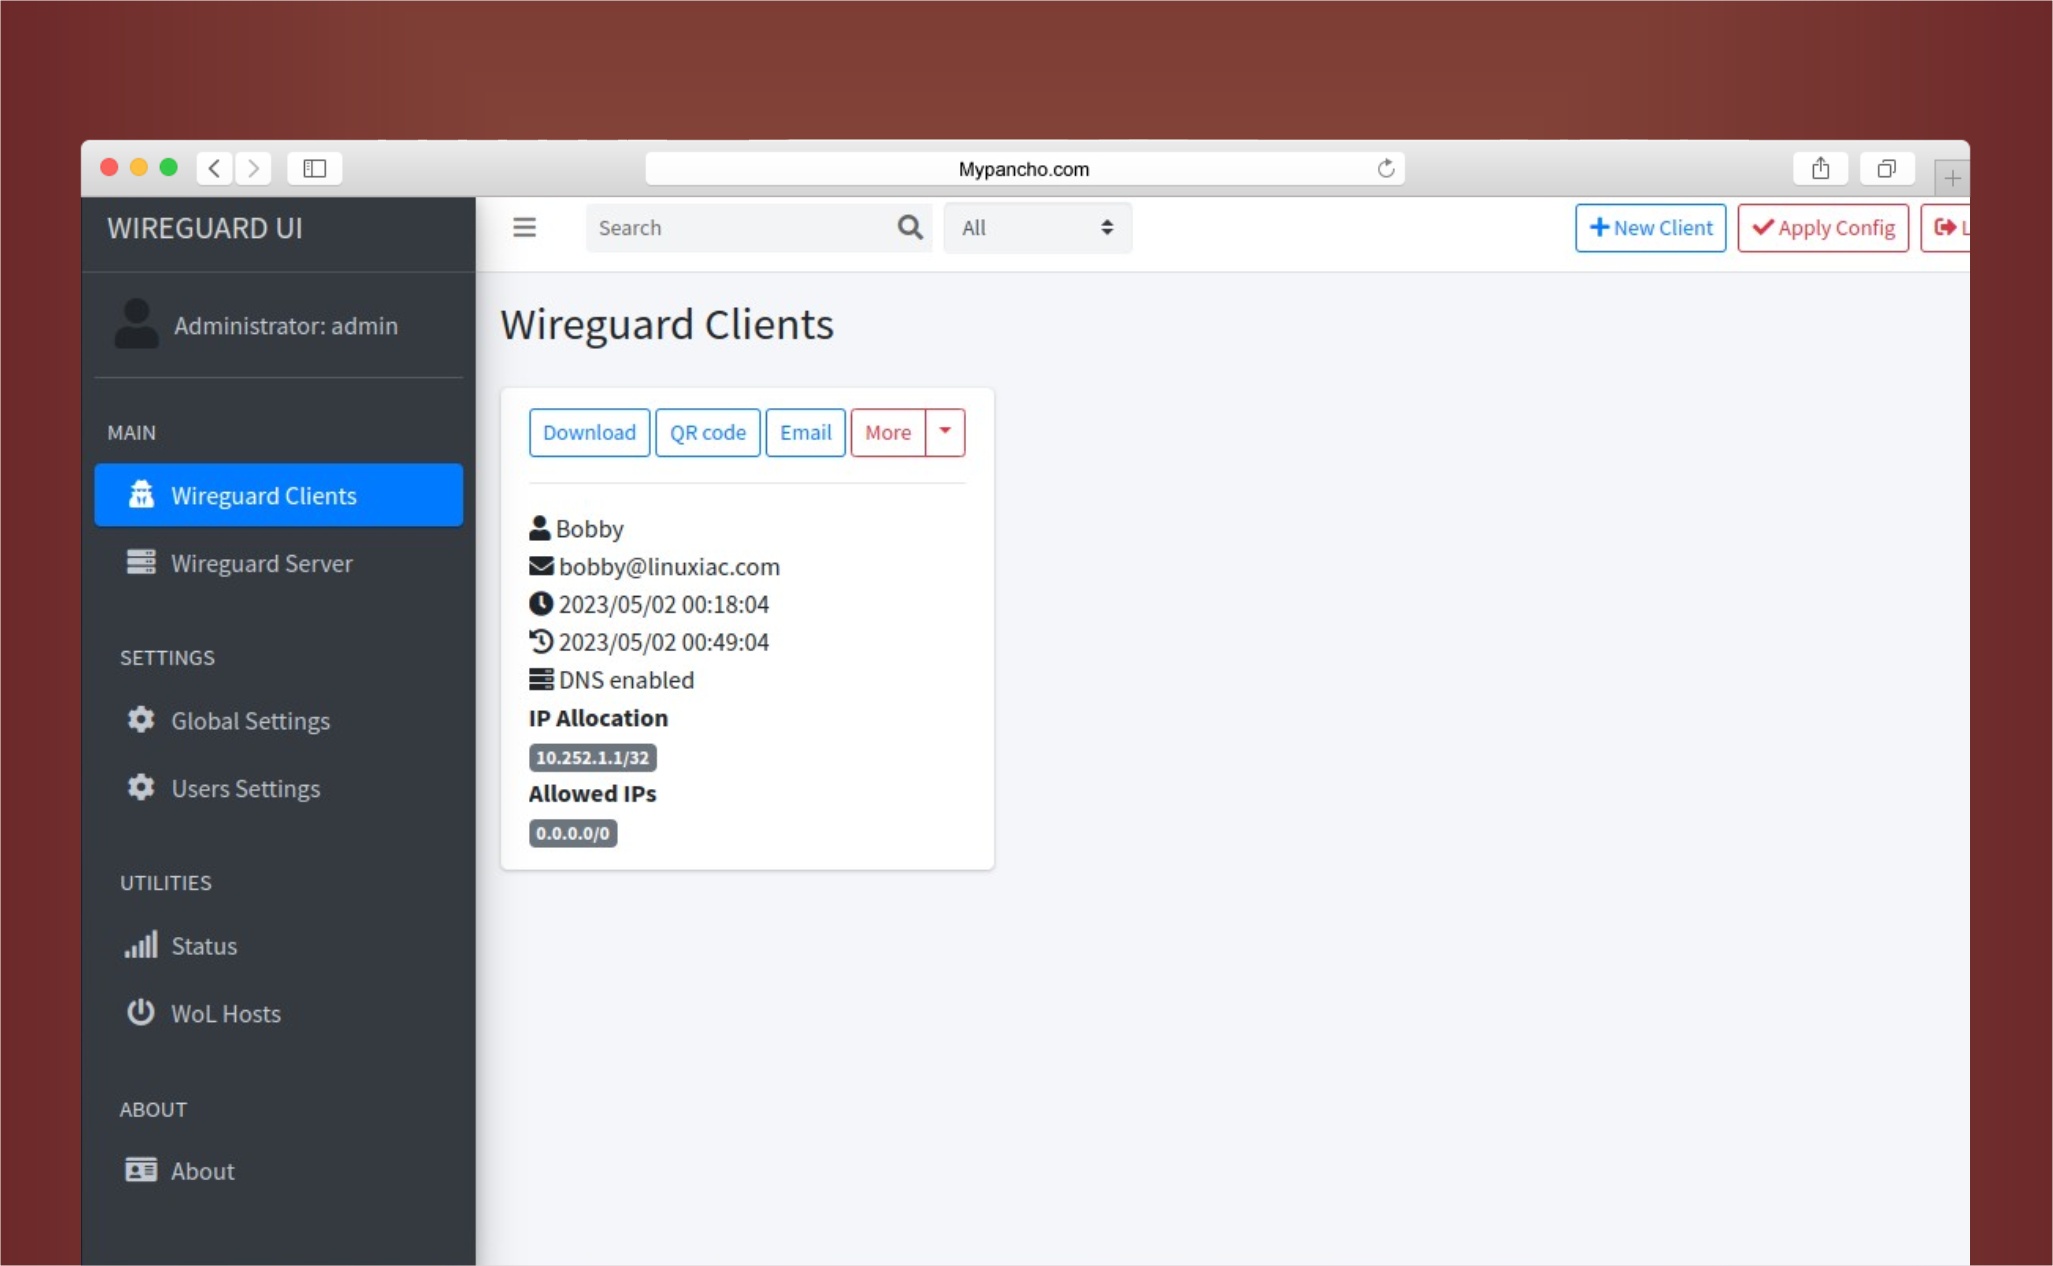 Mypancho.com
WIREGUARD UI
Search
All
New Client
Apply Config
L
Administrator: admin
MAIN
Wireguard Clients
Wireguard Server
SETTINGS
Global Settings
Users Settings
UTILITIES
Status
WoL Hosts
ABOUT
About
Wireguard Clients
Download QR code Email More
Bobby
bobby@linuxiac.com
2023/05/02 00:18:04
2023/05/02 00:49:04
DNS enabled
IP Allocation
10.252.1.1/32
Allowed IPs
0.0.0.0/0